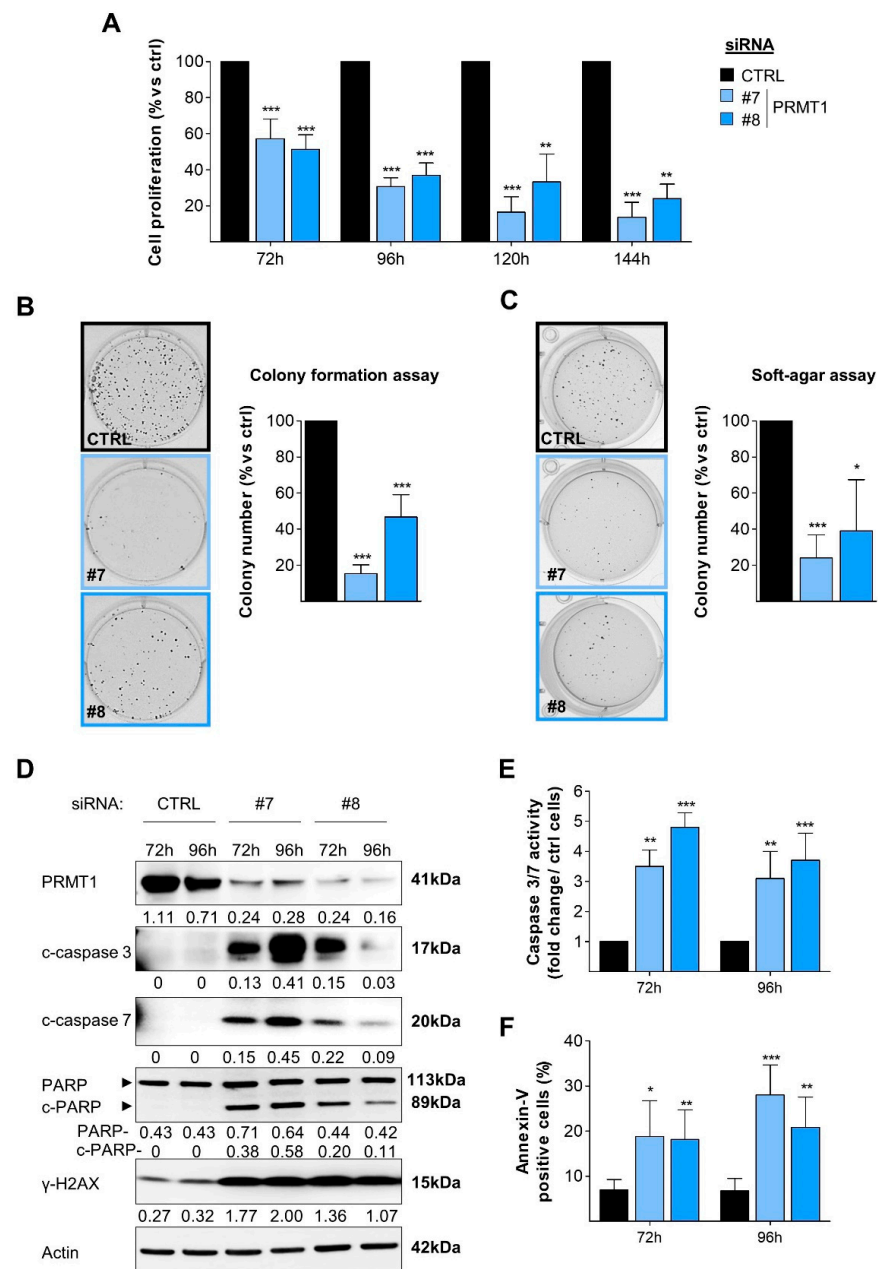 A
Cell proliferation (% vs ctrl)
100
80
60
40
20
*** ***
*** ***
*** **
*** **
72h 96h 120h 144h
siRNA
CTRL
#7
#8
PRMT1
B
CTRL
#7
#8
Colony formation assay
Colony number (% vs ctrl)
100
80
60
40
20
*** ***
C
CTRL
#7
#8
Soft-agar assay
Colony number (% vs ctrl)
100
80
60
40
20
*** *
D
siRNA: CTRL #7 #8
72h 96h 72h 96h 72h 96h
PRMT1 41kDa
1.11 0.71 0.24 0.28 0.24 0.16
c-caspase 3 17kDa
0 0 0.13 0.41 0.15 0.03
c-caspase 7 20kDa
0 0 0.15 0.45 0.22 0.09
PARP 113kDa
c-PARP 89kDa
PARP- 0.43 0.43 0.71 0.64 0.44 0.42
c-PARP- 0 0 0.38 0.58 0.20 0.11
γ-H2AX 15kDa
0.27 0.32 1.77 2.00 1.36 1.07
Actin 42kDa
E
Caspase 3/7 activity
(fold change/ ctrl cells)
6
5
4
3
2
1
** ***
** ***
72h 96h
F
Annexin-V
positive cells (%)
40
30
20
10
* **
*** **
72h 96h